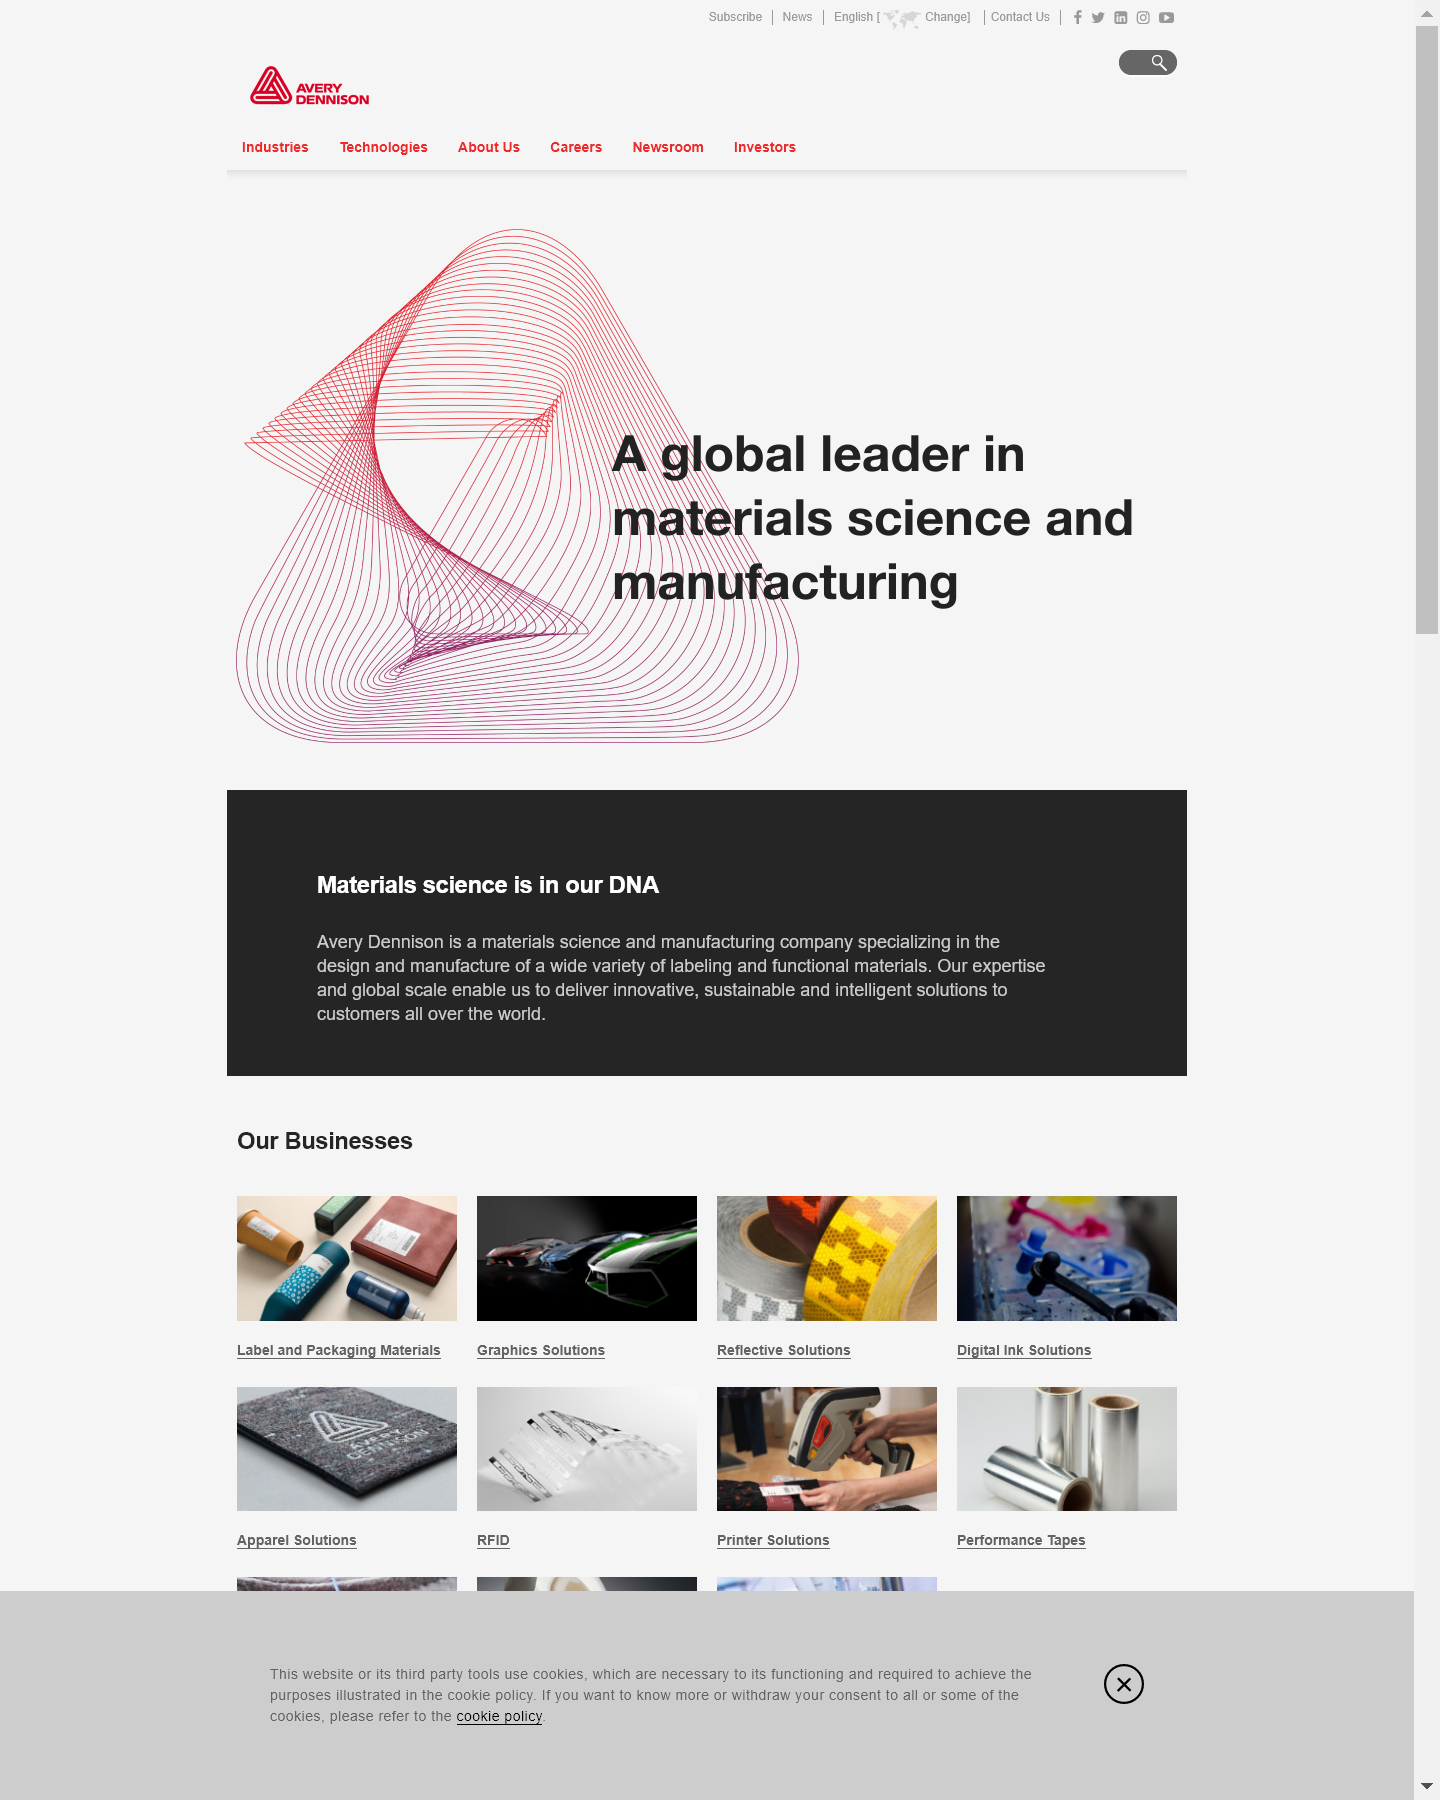 Subscribe
News
English [
Change]
Contact Us
AVERY
DENNISON
Industries
Technologies
About Us
Careers
Newsroom
Investors
A global leader in
materials science and
manufacturing
Materials science is in our DNA
Avery Dennison is a materials science and manufacturing company specializing in the
design and manufacture of a wide variety of labeling and functional materials. Our expertise
and global scale enable us to deliver innovative, sustainable and intelligent solutions to
customers all over the world.
Our Businesses
Label and Packaging Materials
Graphics Solutions
Reflective Solutions
Digital Ink Solutions
Apparel Solutions
RFID
Printer Solutions
Performance Tapes
This website or its third party tools use cookies, which are necessary to its functioning and required to achieve the
purposes illustrated in the cookie policy. If you want to know more or withdraw your consent to all or some of the
cookies, please refer to the cookie policy.